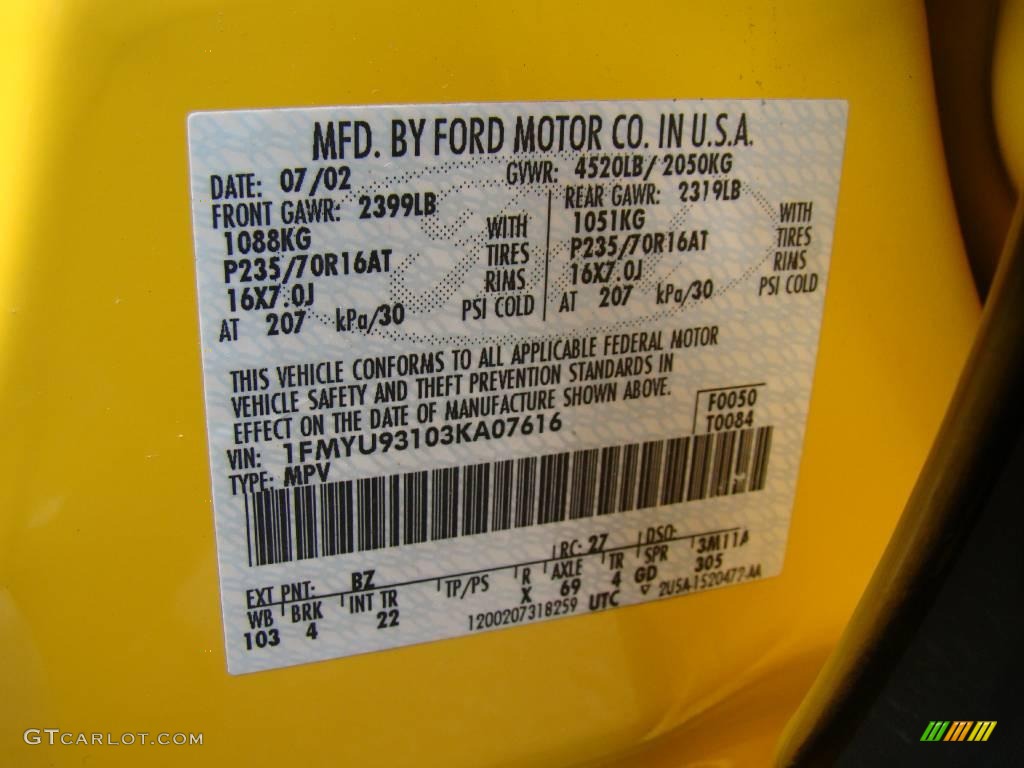 MFD. BY FORD MOTOR CO. IN U.S.A.
DATE: 07/02 GVWR: 4520LB/ 2050KG
FRONT GAWR: 2399LB REAR GAWR: 2319LB
1088KG WITH 1051KG WITH
P235/70R16AT TIRES P235/70R16AT TIRES
16X7.0J RIMS 16X7.0J RIMS
AT 207 kPa/30 PSI COLD AT 207 kPa/30 PSI COLD
THIS VEHICLE CONFORMS TO ALL APPLICABLE FEDERAL MOTOR
VEHICLE SAFETY AND THEFT PREVENTION STANDARDS IN
EFFECT ON THE DATE OF MANUFACTURE SHOWN ABOVE.
VIN: 1FMYU93103KA07616 F0050
TYPE: MPV T0084
EXT PNT: BZ RC: 27 DSO:
WB BRK INT TR TP/PS R AXLE TR SPR 3M11A
103 4 22 X 69 4 GD 305
1200207318259 UTC ▽ 2U5A-1520472-AA
GTCARLOT.COM